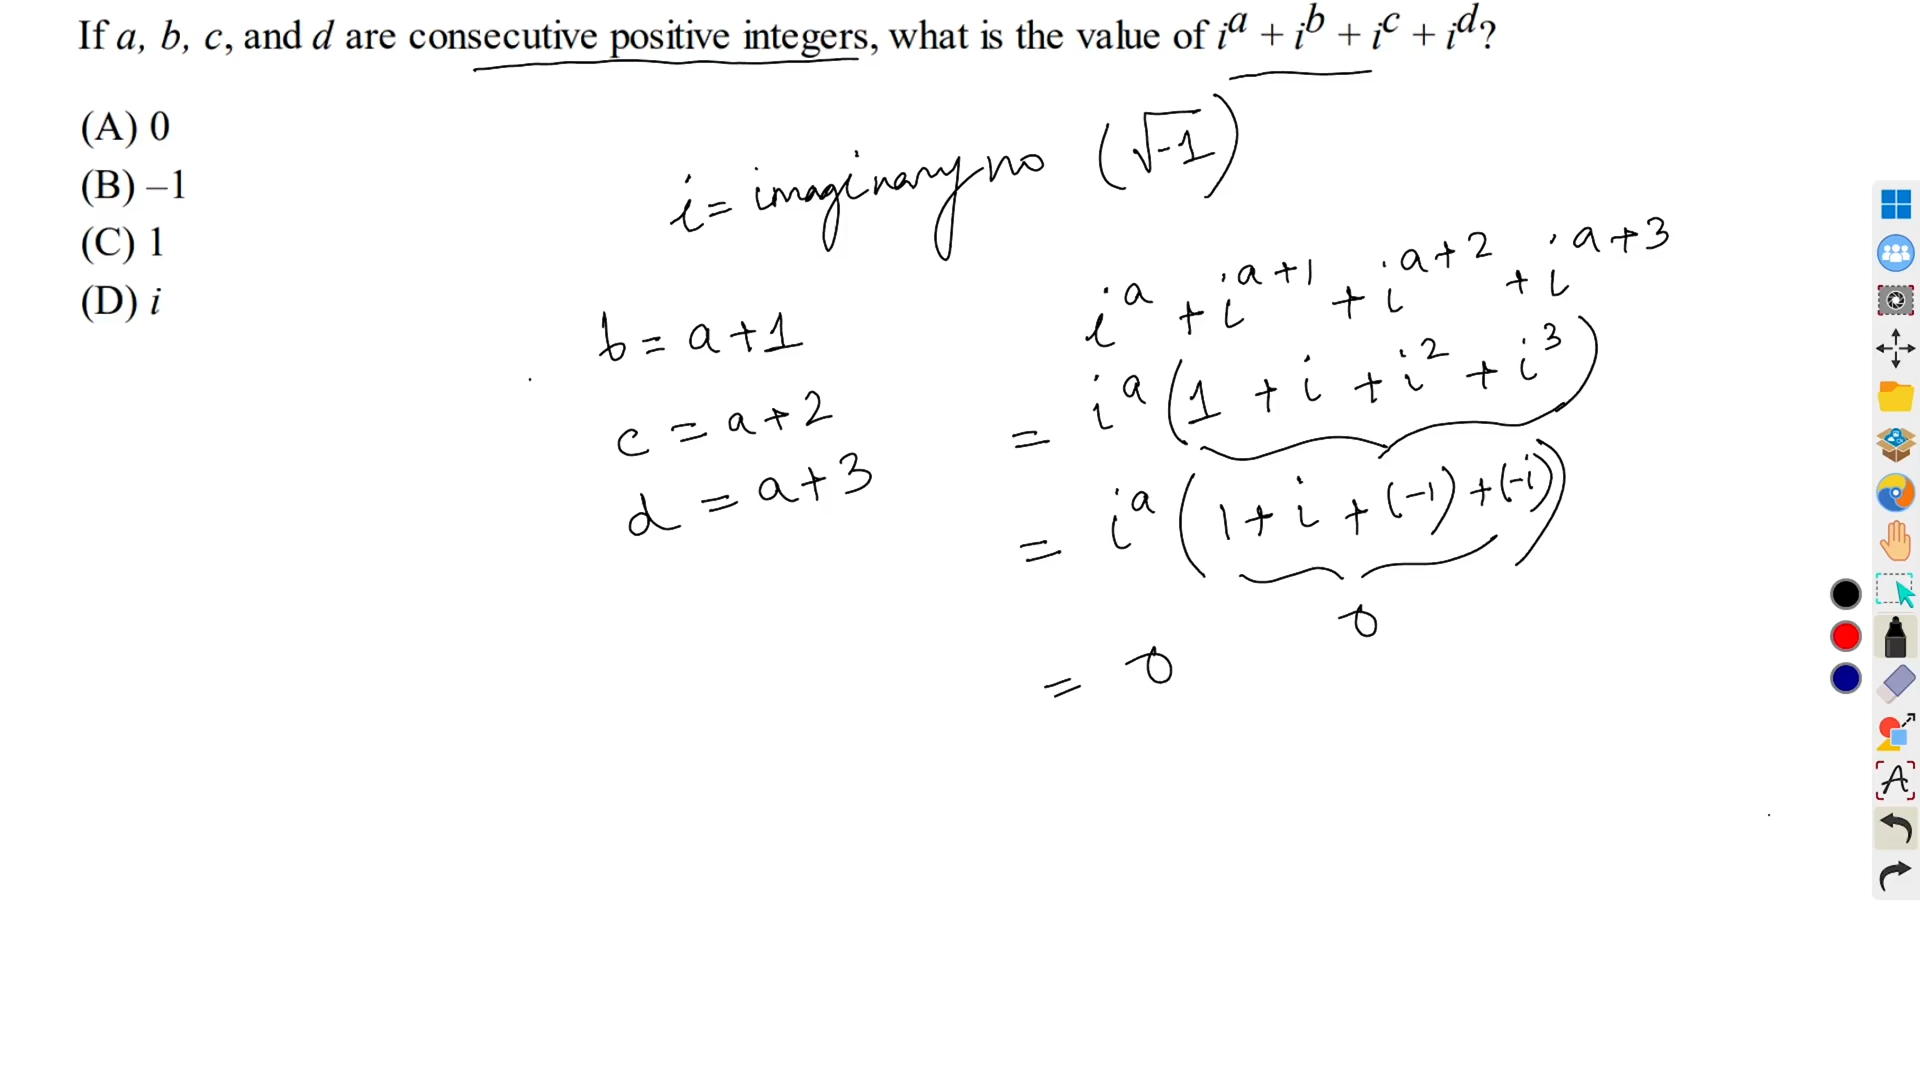 If a, b, c, and d are consecutive positive integers, what is the value of i^a + i^b + i^c + i^d?
(A) 0
(B) –1
(C) 1
(D) i
i = imaginary no (√-1)
b = a+1
c = a+2
d = a+3
i^a + i^{a+1} + i^{a+2} + i^{a+3}
= i^a (1 + i + i^2 + i^3)
= i^a (1 + i + (-1) + (-i))
0
= 0
A